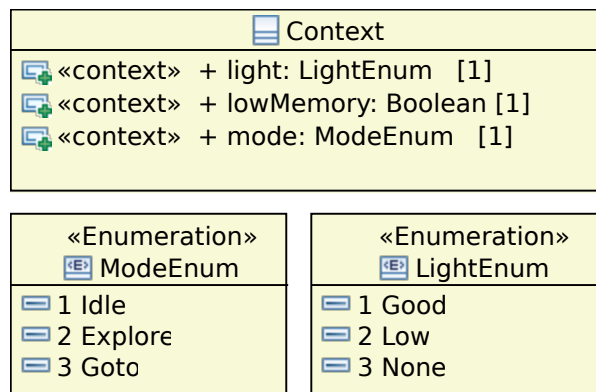 Context
«context» + light: LightEnum [1]
«context» + lowMemory: Boolean [1]
«context» + mode: ModeEnum [1]
«Enumeration»
<E> ModeEnum
1 Idle
2 Explore
3 Goto
«Enumeration»
<E> LightEnum
1 Good
2 Low
3 None